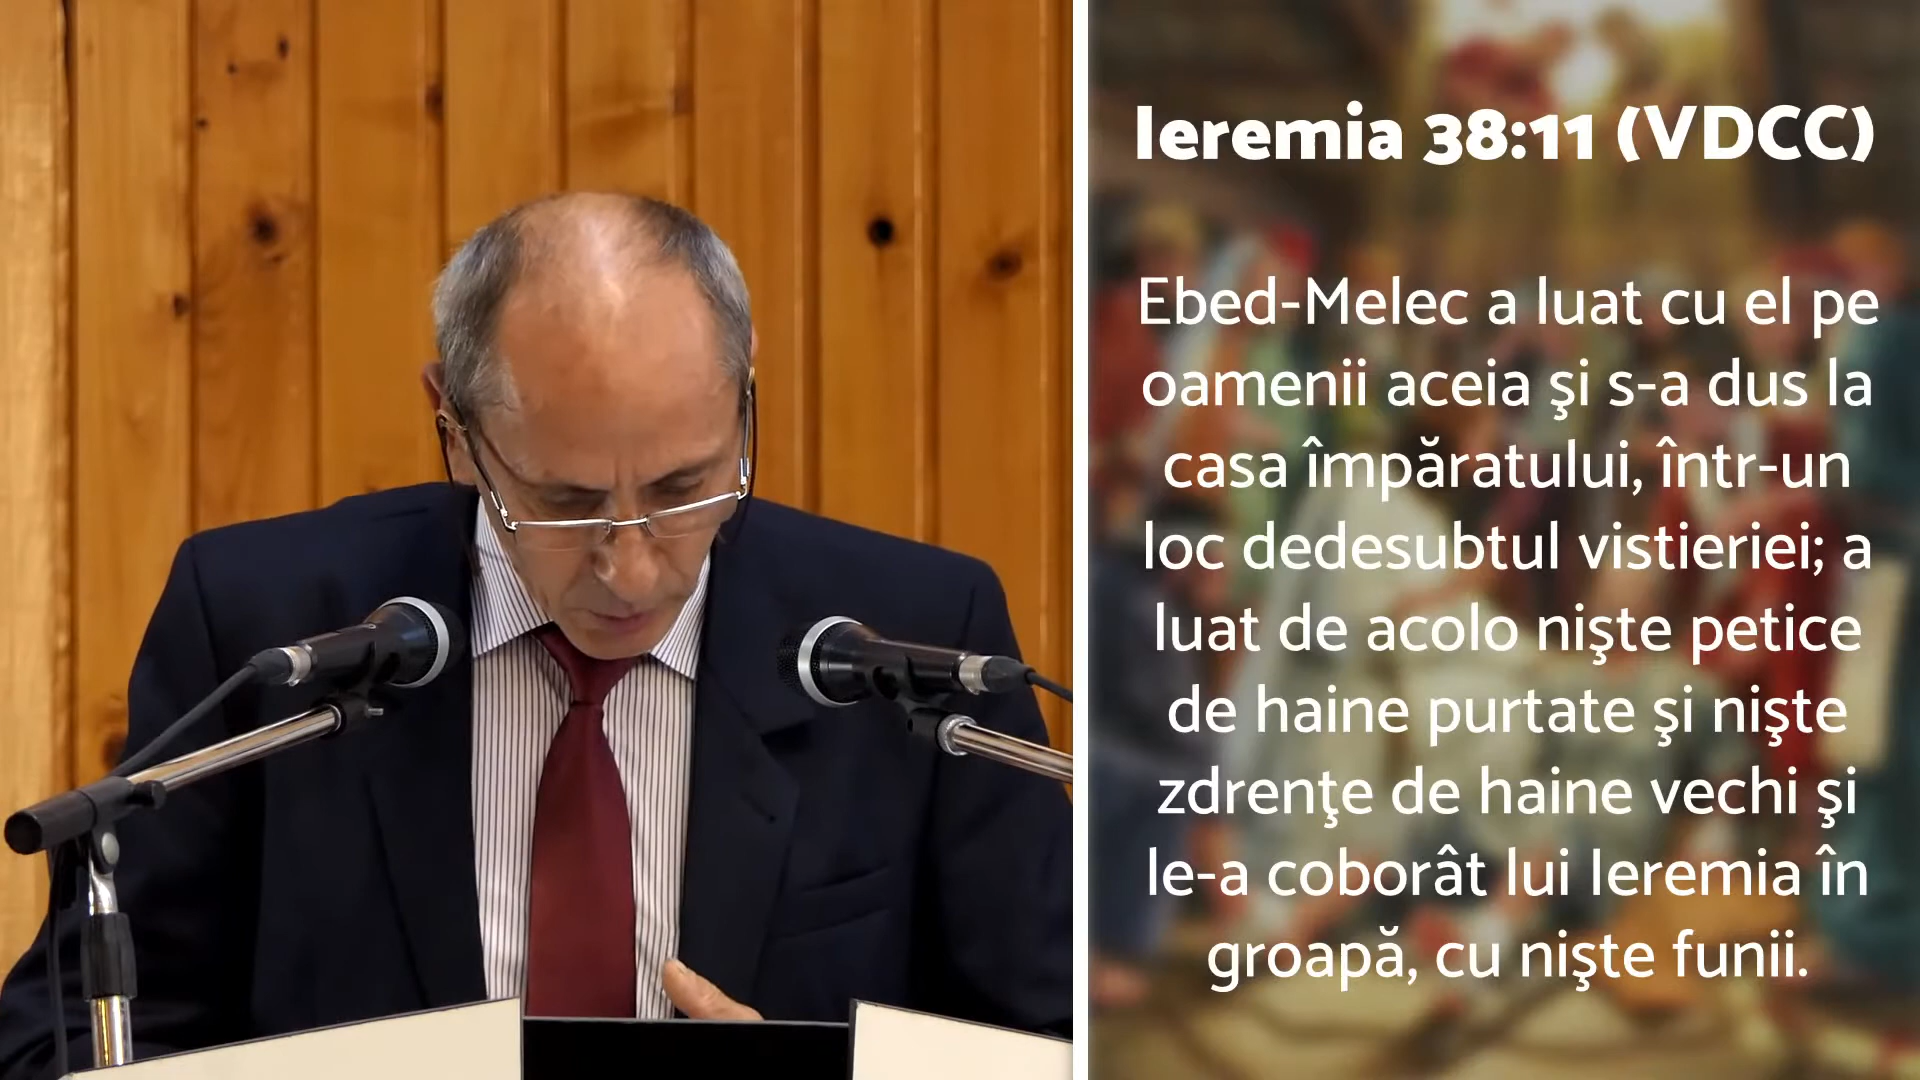 Ieremia 38:11 (VDCC)
Ebed-Melec a luat cu el pe
oamenii aceia şi s-a dus la
casa împăratului, într-un
loc dedesubtul vistieriei; a
luat de acolo nişte petice
de haine purtate şi nişte
zdrenţe de haine vechi şi
le-a coborât lui Ieremia în
groapă, cu nişte funii.